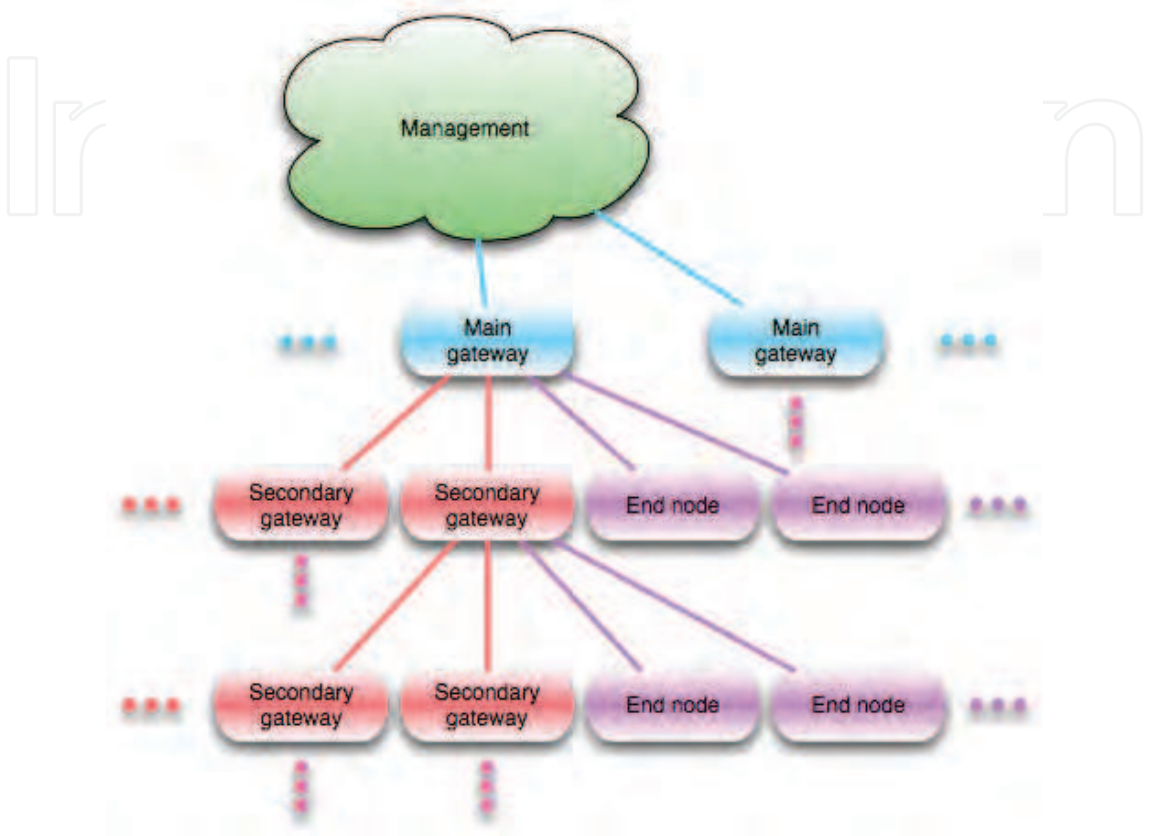 Management
Main
gateway
Main
gateway
Secondary
gateway
Secondary
gateway
End node
End node
Secondary
gateway
Secondary
gateway
End node
End node